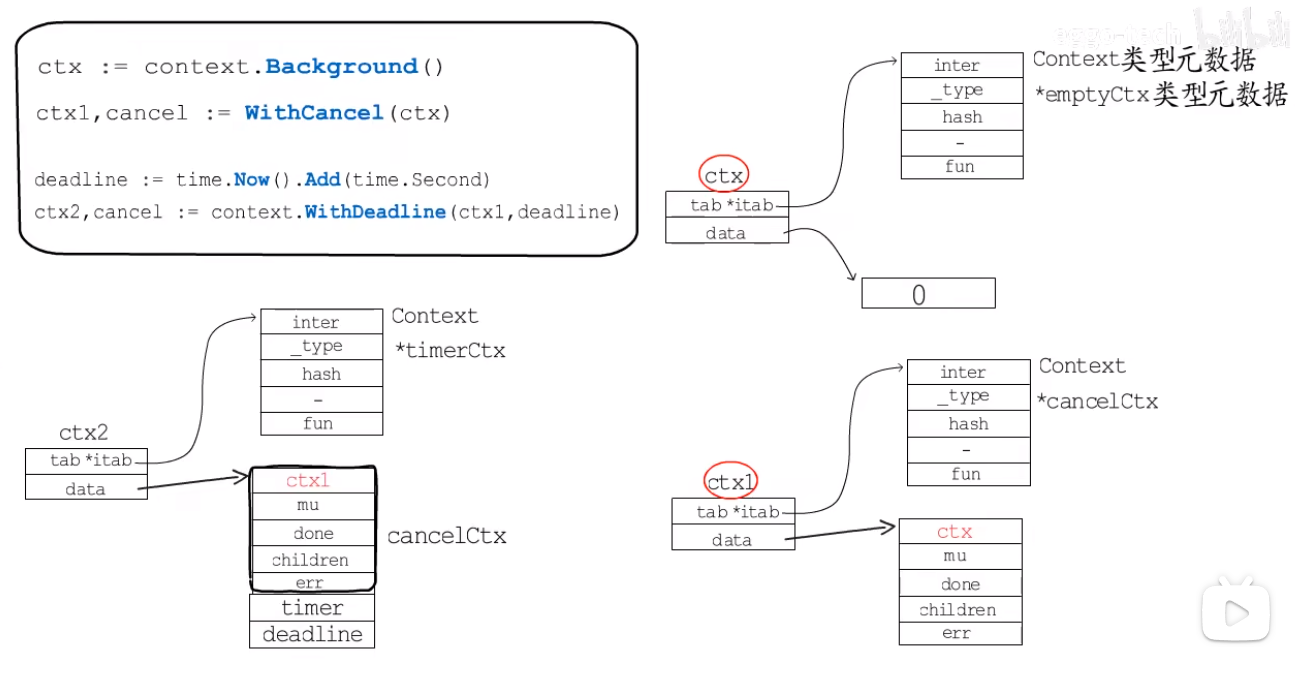 ctx := context.Background()
ctx1,cancel := WithCancel(ctx)
deadline := time.Now().Add(time.Second)
ctx2,cancel := context.WithDeadline(ctx1,deadline)
ctx
tab *itab
data
inter
_type
hash
-
fun
Context类型元数据
*emptyCtx类型元数据
0
ctx2
tab *itab
data
inter
_type
hash
-
fun
Context
*timerCtx
ctx1
mu
done
children
err
timer
deadline
cancelCtx
ctx1
tab *itab
data
inter
_type
hash
-
fun
Context
*cancelCtx
ctx
mu
done
children
err